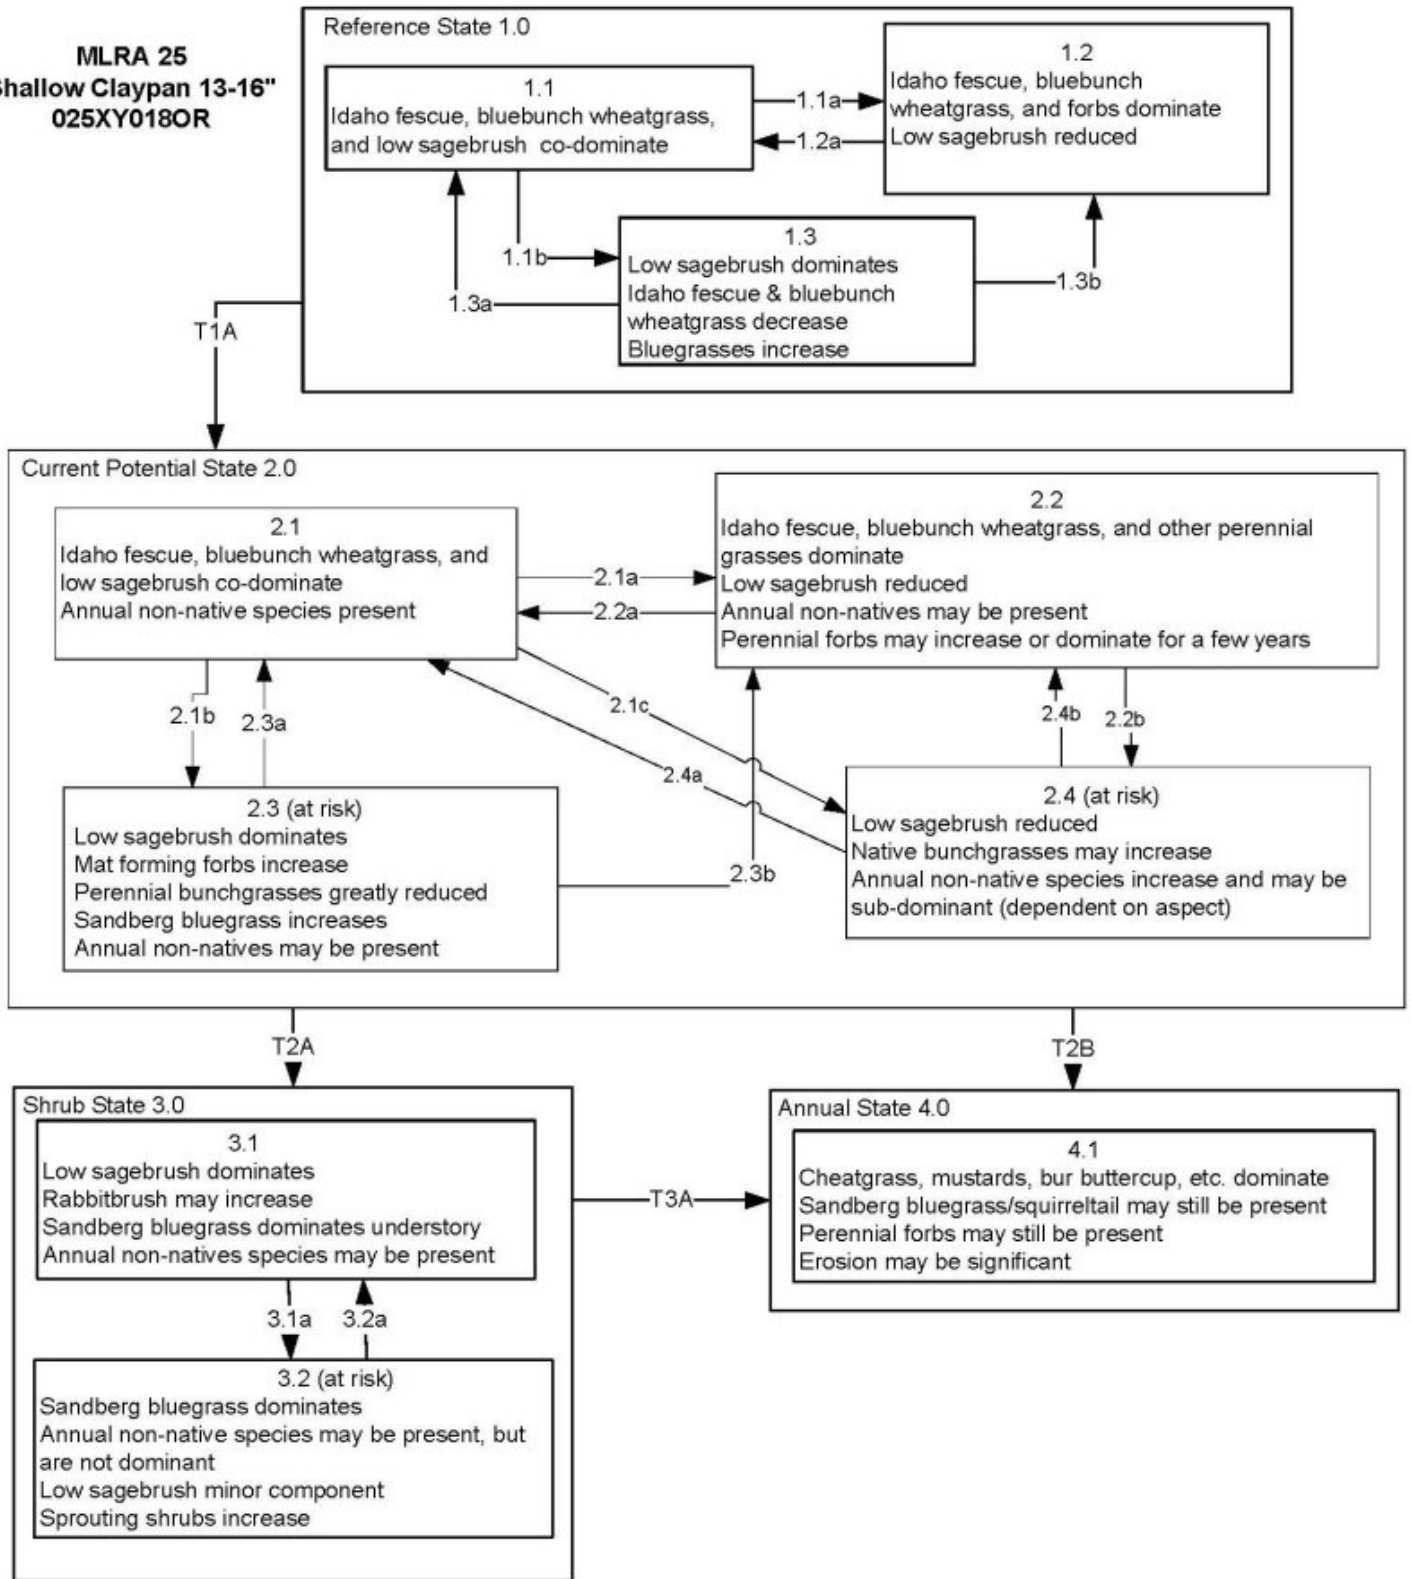 MLRA 25
Shallow Claypan 13-16"
025XY018OR
Reference State 1.0
1.1
Idaho fescue, bluebunch wheatgrass,
and low sagebrush co-dominate
1.1a
1.2a
1.2
Idaho fescue, bluebunch
wheatgrass, and forbs dominate
Low sagebrush reduced
1.1b
1.3a
1.3
Low sagebrush dominates
Idaho fescue & bluebunch
wheatgrass decrease
Bluegrasses increase
1.3b
T1A
Current Potential State 2.0
2.1
Idaho fescue, bluebunch wheatgrass, and
low sagebrush co-dominate
Annual non-native species present
2.1a
2.2a
2.2
Idaho fescue, bluebunch wheatgrass, and other perennial
grasses dominate
Low sagebrush reduced
Annual non-natives may be present
Perennial forbs may increase or dominate for a few years
2.1b
2.3a
2.1c
2.4a
2.4b
2.2b
2.3 (at risk)
Low sagebrush dominates
Mat forming forbs increase
Perennial bunchgrasses greatly reduced
Sandberg bluegrass increases
Annual non-natives may be present
2.3b
2.4 (at risk)
Low sagebrush reduced
Native bunchgrasses may increase
Annual non-native species increase and may be
sub-dominant (dependent on aspect)
T2A
T2B
Shrub State 3.0
3.1
Low sagebrush dominates
Rabbitbrush may increase
Sandberg bluegrass dominates understory
Annual non-natives species may be present
3.1a
3.2a
3.2 (at risk)
Sandberg bluegrass dominates
Annual non-native species may be present, but
are not dominant
Low sagebrush minor component
Sprouting shrubs increase
T3A
Annual State 4.0
4.1
Cheatgrass, mustards, bur buttercup, etc. dominate
Sandberg bluegrass/squirreltail may still be present
Perennial forbs may still be present
Erosion may be significant